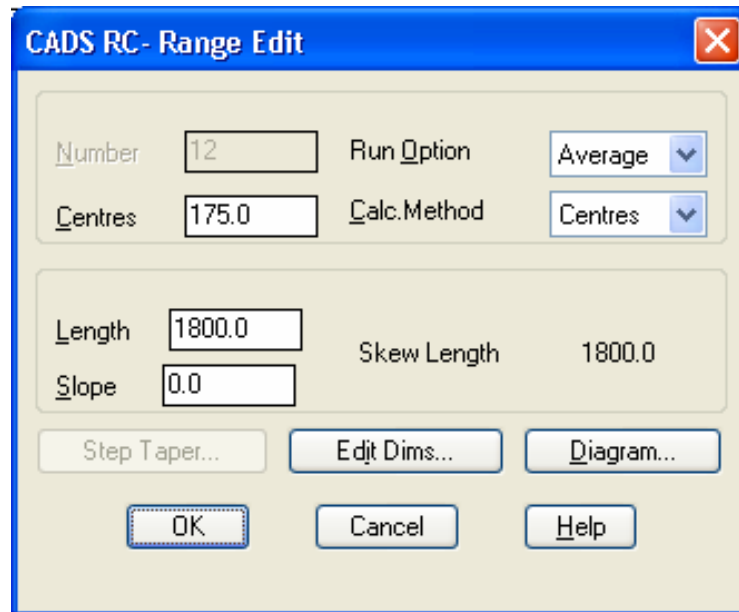 CADS RC- Range Edit
Number 12 Run Option Average
Centres 175.0 Calc.Method Centres
Length 1800.0
Skew Length 1800.0
Slope 0.0
Step Taper... Edit Dims... Diagram...
OK Cancel Help